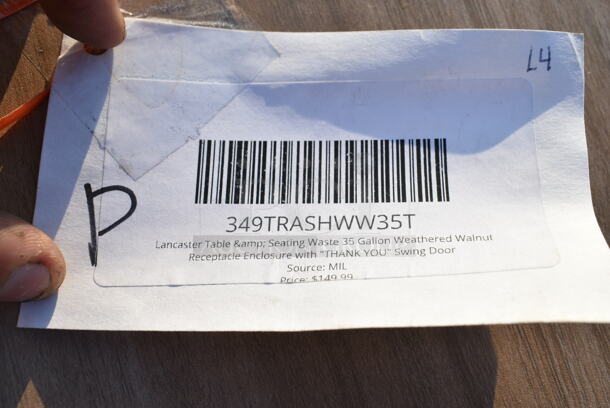 L4
D
349TRASHWW35T
Lancaster Table &amp; Seating Waste 35 Gallon Weathered Walnut
Receptacle Enclosure with "THANK YOU" Swing Door
Source: MIL
Price: $149.99